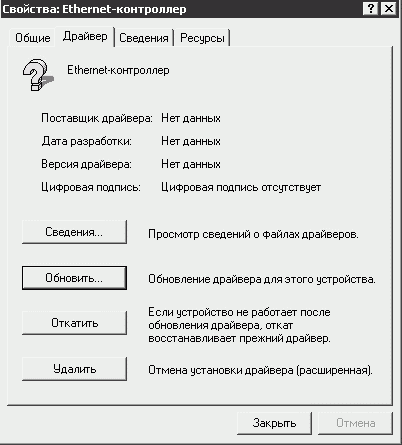 Свойства: Ethernet-контроллер
Общие Драйвер Сведения Ресурсы
Ethernet-контроллер
Поставщик драйвера: Нет данных
Дата разработки: Нет данных
Версия драйвера: Нет данных
Цифровая подпись: Цифровая подпись отсутствует
Сведения... Просмотр сведений о файлах драйверов.
Обновить... Обновление драйвера для этого устройства.
Откатить Если устройство не работает после
обновления драйвера, откат
восстанавливает прежний драйвер.
Удалить Отмена установки драйвера (расширенная).
Закрыть Отмена